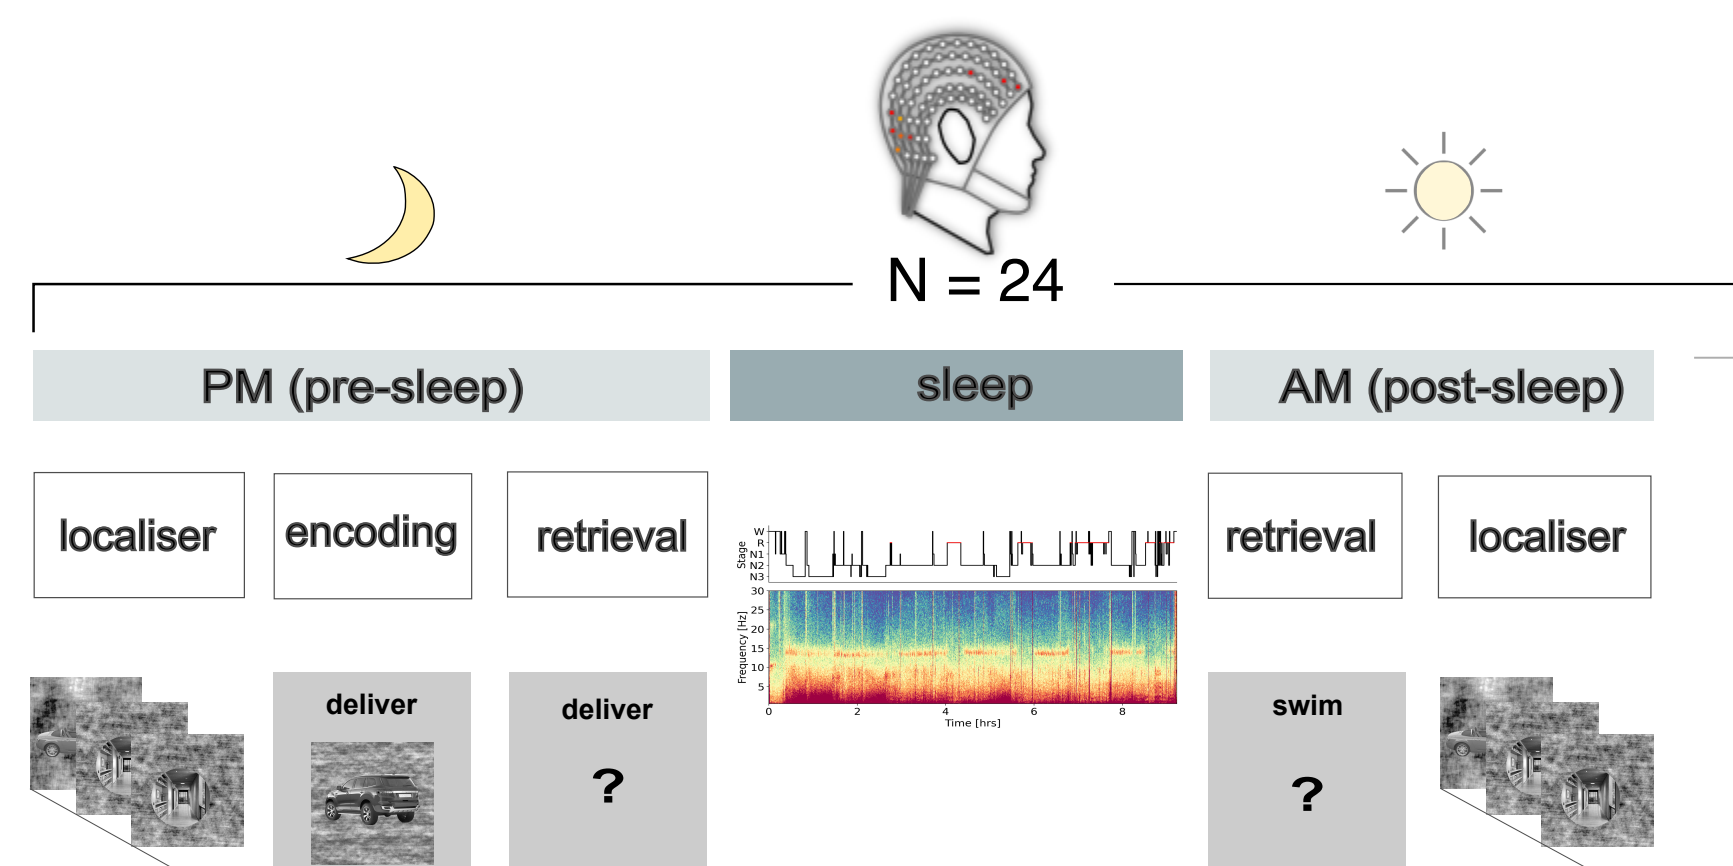 N = 24
PM (pre-sleep)
sleep
AM (post-sleep)
localiser
encoding
retrieval
retrieval
localiser
Stage
W
R
N1
N2
N3
Frequency [Hz]
30
25
20
15
10
5
0 2 4 6 8
Time [hrs]
deliver
deliver
?
swim
?